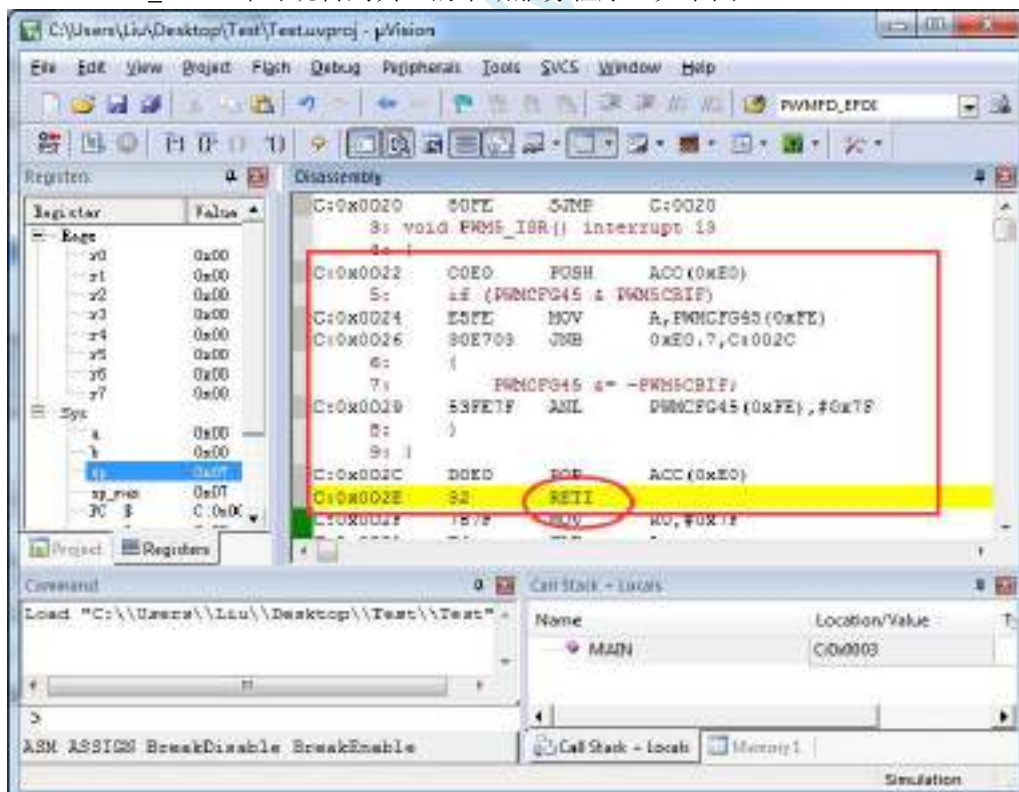 C:\Users\Liu\Desktop\Test\Test.uvproj - µVision
File Edit View Project Flash Debug Peripherals Tools SVCS Window Help
PWMFD_EFDI
Registers
Disassembly
Register Value
Regs
r0 0x00
r1 0x00
r2 0x00
r3 0x00
r4 0x00
r5 0x00
r6 0x00
r7 0x00
Sys
a 0x00
b 0x00
sp 0x07
sp_max 0x07
PC $
C:0x0020 80FE SJMP C:0020
3: void PWM5_ISR() interrupt 13
4: {
C:0x0022 C0E0 PUSH ACC(0xE0)
5: if (PWMCFG45 & PWM5CBIF)
C:0x0024 E5FE MOV A,PWMCFG45(0xFE)
C:0x0026 30E703 JNB 0xE0.7,C:002C
6: {
7: PWMCFG45 &= ~PWM5CBIF;
C:0x0029 53FE7F ANL PWMCFG45(0xFE),#0x7F
8: }
9: }
C:0x002C D0E0 POP ACC(0xE0)
C:0x002E 32 RETI
C:0x002F 787F MOV R0,#0x7F
Project Registers
Command
Load "C:\\Users\\Liu\\Desktop\\Test\\Test"
>
ASM ASSIGN BreakDisable BreakEnable
Call Stack + Locals
Name Location/Value
MAIN C:0x0003
Call Stack + Locals Memory 1
Simulation